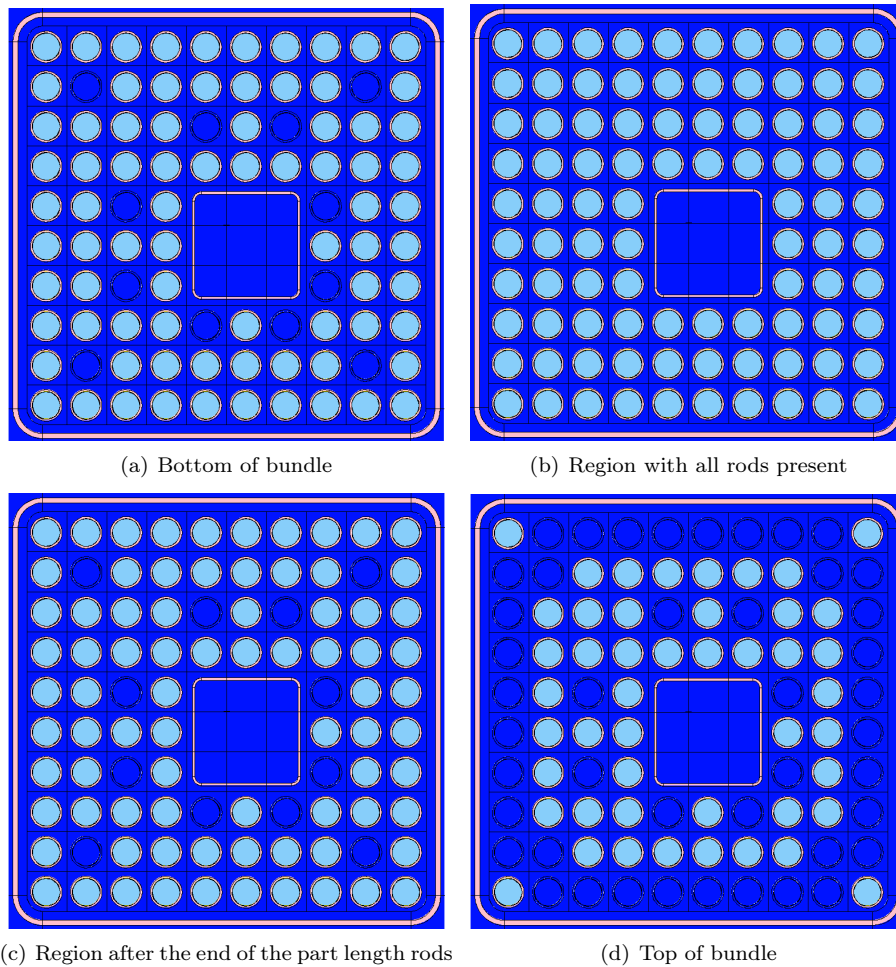 (a) Bottom of bundle
(b) Region with all rods present
(c) Region after the end of the part length rods
(d) Top of bundle